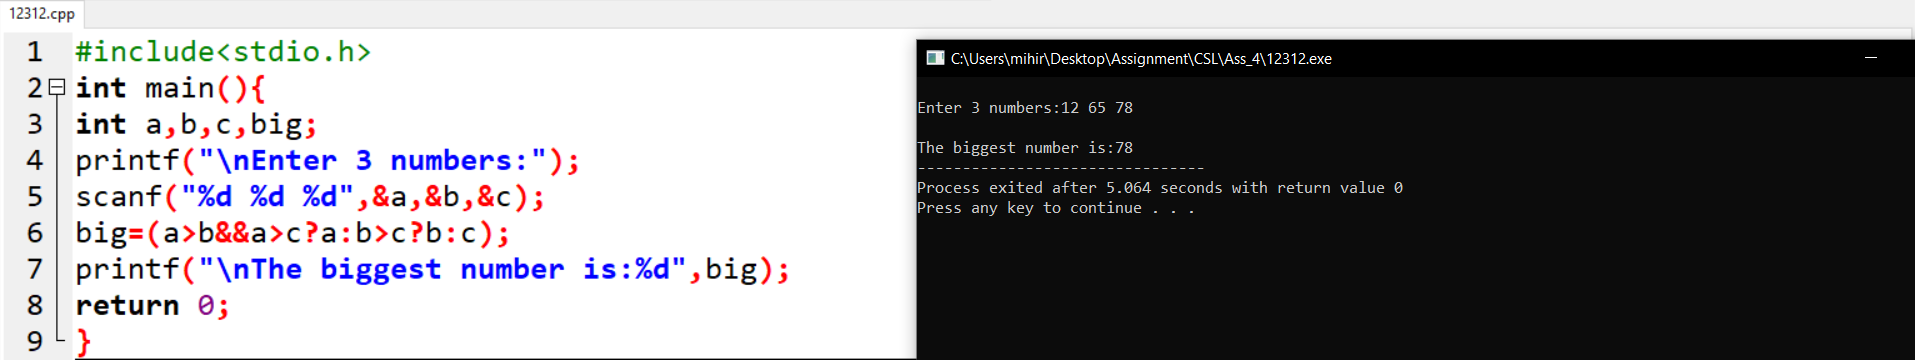 12312.cpp
1 #include<stdio.h>
2 int main(){
3 int a,b,c,big;
4 printf("\nEnter 3 numbers:");
5 scanf("%d %d %d",&a,&b,&c);
6 big=(a>b&&a>c?a:b>c?b:c);
7 printf("\nThe biggest number is:%d",big);
8 return 0;
9 }
C:\Users\mihir\Desktop\Assignment\CSL\Ass_4\12312.exe
Enter 3 numbers:12 65 78
The biggest number is:78
--------------------------------
Process exited after 5.064 seconds with return value 0
Press any key to continue . . .